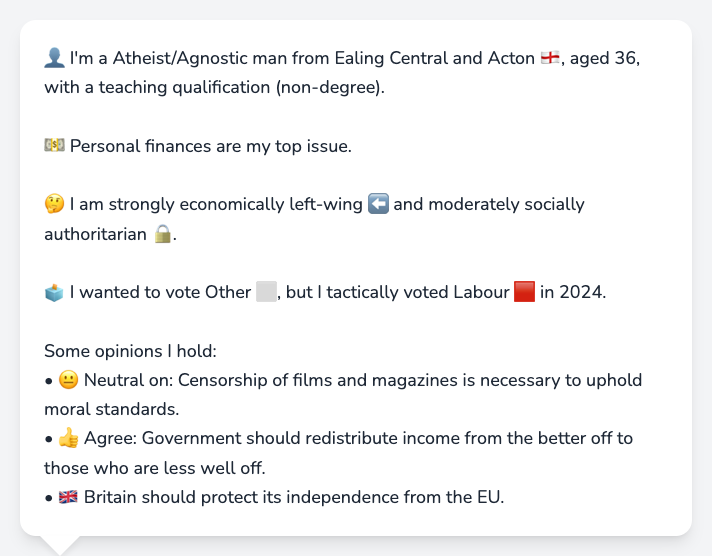 👤 I'm a Atheist/Agnostic man from Ealing Central and Acton 🏴󠁧󠁢󠁥󠁮󠁧󠁿, aged 36,
with a teaching qualification (non-degree).
💵 Personal finances are my top issue.
🤔 I am strongly economically left-wing ⬅️ and moderately socially
authoritarian 🔒.
🗳️ I wanted to vote Other ⬜, but I tactically voted Labour 🟥 in 2024.
Some opinions I hold:
• 😐 Neutral on: Censorship of films and magazines is necessary to uphold
moral standards.
• 👍 Agree: Government should redistribute income from the better off to
those who are less well off.
• 🇬🇧 Britain should protect its independence from the EU.